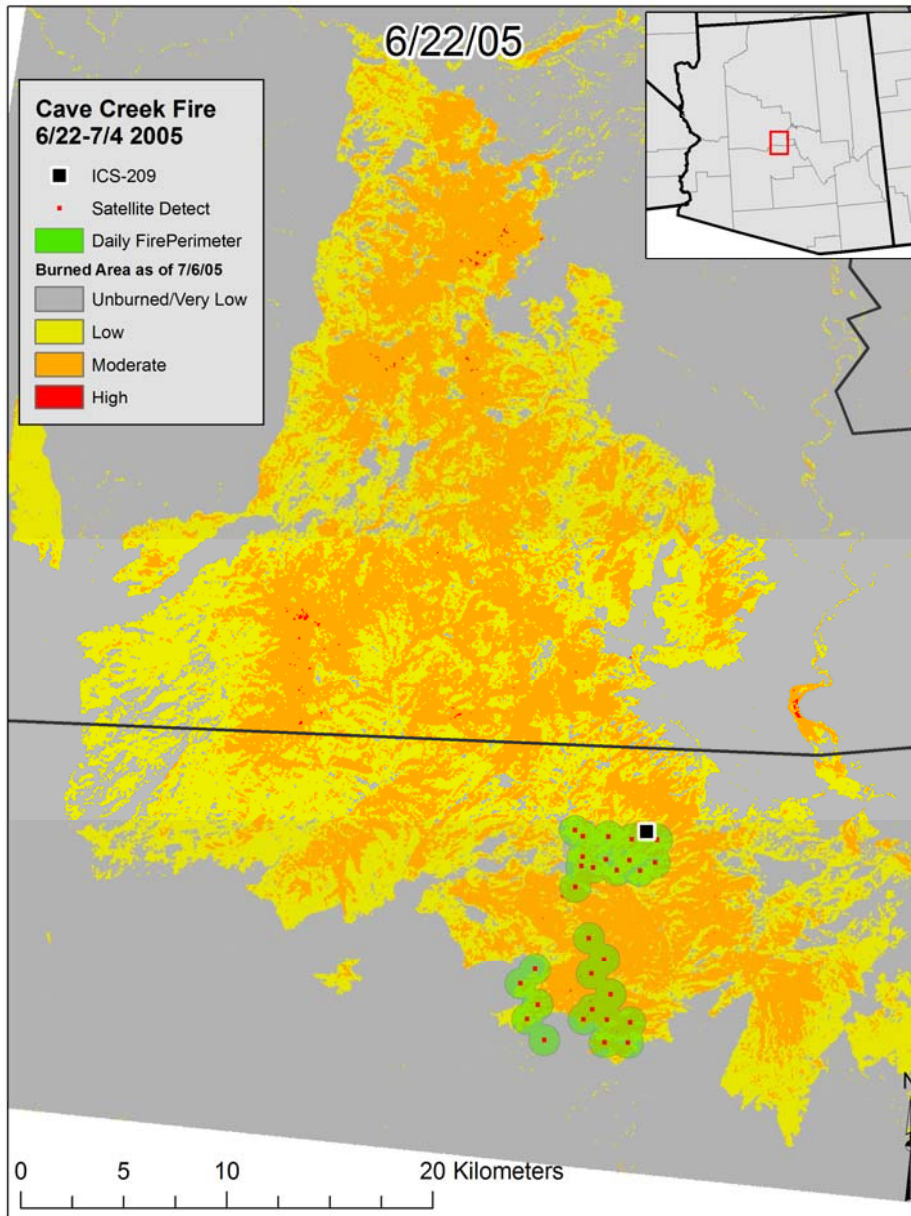 6/22/05
Cave Creek Fire
6/22-7/4 2005
ICS-209
Satellite Detect
Daily FirePerimeter
Burned Area as of 7/6/05
Unburned/Very Low
Low
Moderate
High
0 5 10 20 Kilometers